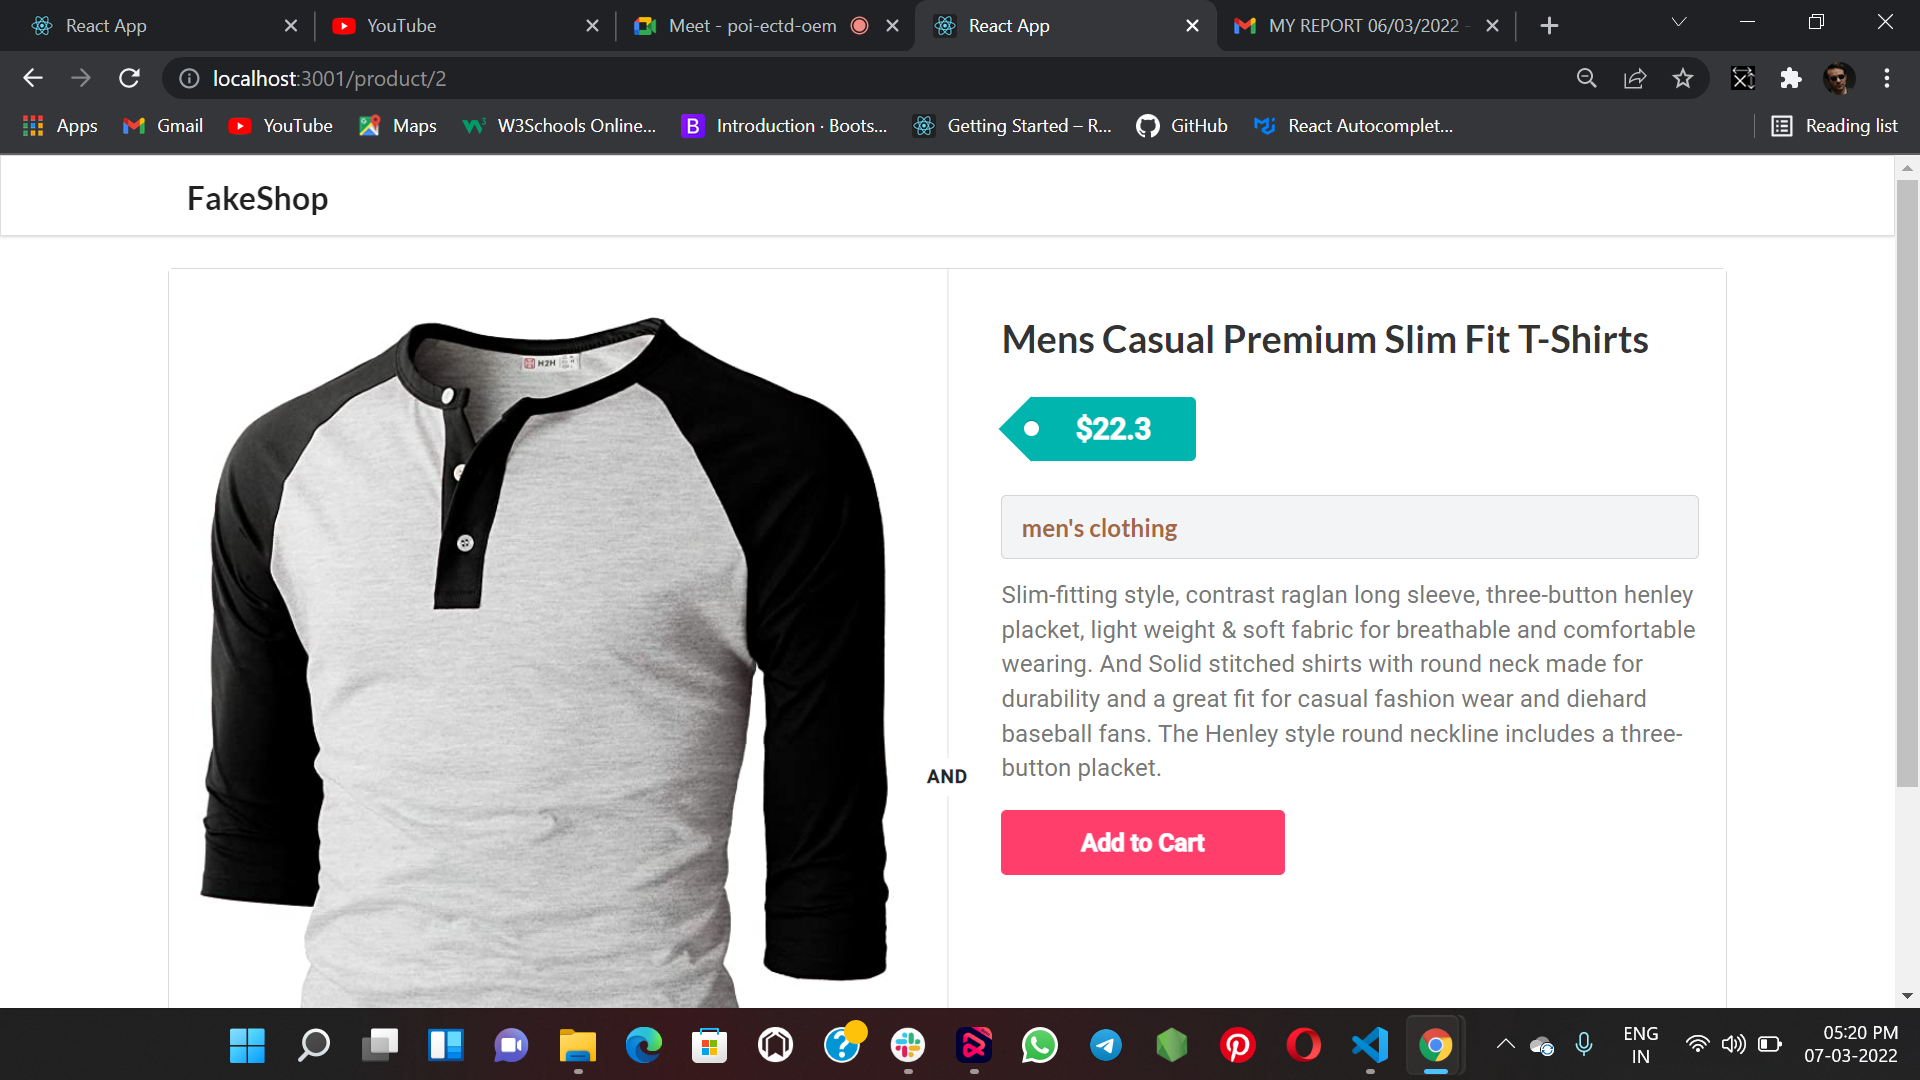 React App
YouTube
Meet - poi-ectd-oem
React App
MY REPORT 06/03/2022 -
localhost:3001/product/2
Apps
Gmail
YouTube
Maps
W3Schools Online...
Introduction · Boots...
Getting Started – R...
GitHub
React Autocomplet...
Reading list
FakeShop
H2H
Mens Casual Premium Slim Fit T-Shirts
$22.3
men's clothing
Slim-fitting style, contrast raglan long sleeve, three-button henley
placket, light weight & soft fabric for breathable and comfortable
wearing. And Solid stitched shirts with round neck made for
durability and a great fit for casual fashion wear and diehard
baseball fans. The Henley style round neckline includes a three-
button placket.
AND
Add to Cart
ENG
IN
05:20 PM
07-03-2022